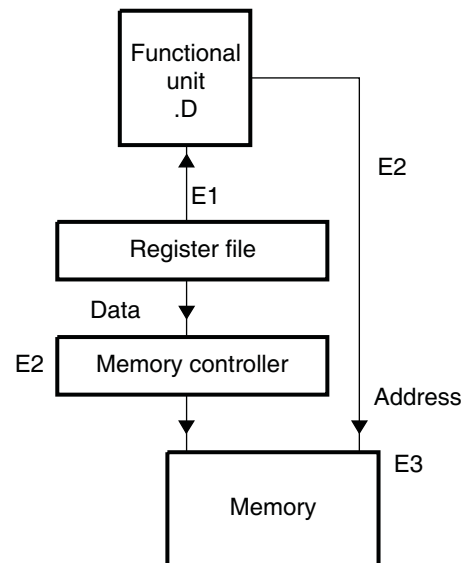 Functional
unit
.D
E2
E1
Register file
Data
E2
Memory controller
Address
E3
Memory